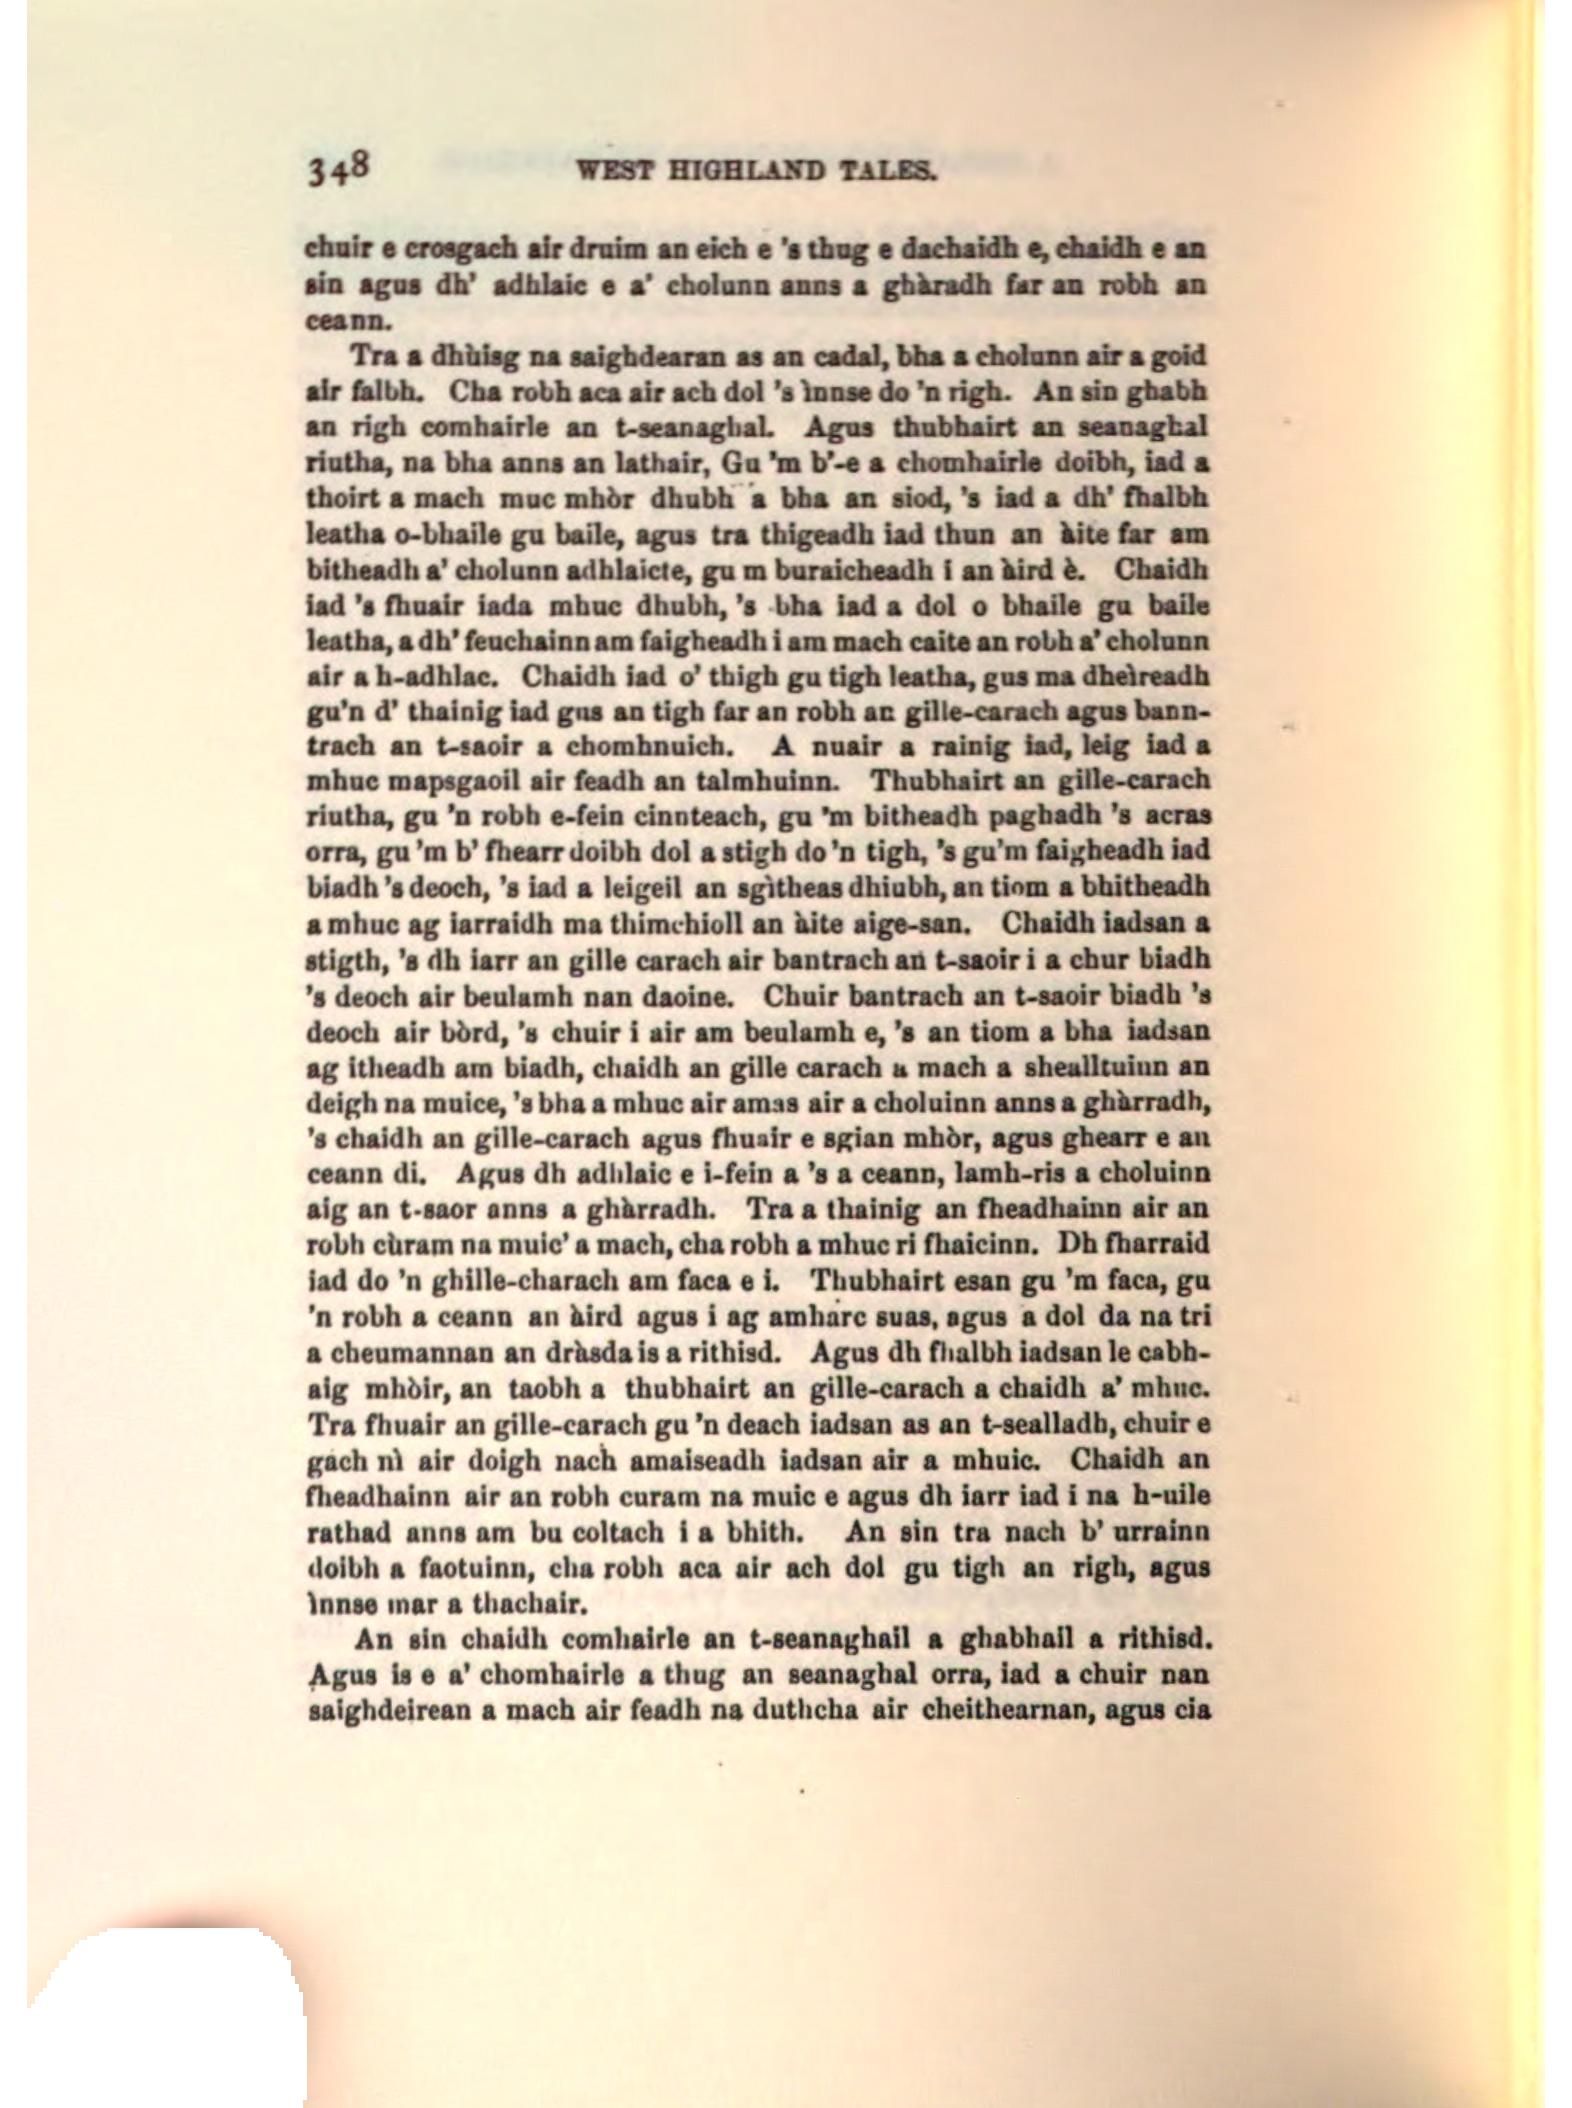 348 WEST HIGHLAND TALES.
chuir e crosgach air druim an eich e 's thug e dachaidh e, chaidh e an
sin agus dh' adhlaic e a' cholunn anns a ghàradh far an robh an
ceann.
Tra a dhùisg na saighdearan as an cadal, bha a cholunn air a goid
air falbh. Cha robh aca air ach dol 's ìnnse do 'n righ. An sin ghabh
an righ comhairle an t-seanaghal. Agus thubhairt an seanaghal
riutha, na bha anns an lathair, Gu 'm b'-e a chomhairle doibh, iad a
thoirt a mach muc mhòr dhubh a bha an siod, 's iad a dh' fhalbh
leatha o-bhaile gu baile, agus tra thigeadh iad thun an àite far am
bitheadh a' cholunn adhlaicte, gu m buraicheadh i an àird è. Chaidh
iad 's fhuair iada mhuc dhubh, 's bha iad a dol o bhaile gu baile
leatha, a dh' feuchainn am faigheadh i am mach caite an robh a' cholunn
air a h-adhlac. Chaidh iad o' thigh gu tigh leatha, gus ma dheìreadh
gu'n d' thainig iad gus an tigh far an robh an gille-carach agus bann-
trach an t-saoir a chomhnuich. A nuair a rainig iad, leig iad a
mhuc mapsgaoil air feadh an talmhuinn. Thubhairt an gille-carach
riutha, gu 'n robh e-fein cinnteach, gu 'm bitheadh paghadh 's acras
orra, gu 'm b' fhearr doibh dol a stigh do 'n tigh, 's gu'm faigheadh iad
biadh 's deoch, 's iad a leigeil an sgìtheas dhiubh, an tiom a bhitheadh
a mhuc ag iarraidh ma thimchioll an àite aige-san. Chaidh iadsan a
stigth, 's dh iarr an gille carach air bantrach an t-saoir i a chur biadh
's deoch air beulamh nan daoine. Chuir bantrach an t-saoir biadh 's
deoch air bòrd, 's chuir i air am beulamh e, 's an tiom a bha iadsan
ag itheadh am biadh, chaidh an gille carach a mach a shealltuinn an
deigh na muice, 's bha a mhuc air amas air a choluinn anns a ghàrradh,
's chaidh an gille-carach agus fhuair e sgian mhòr, agus ghearr e an
ceann di. Agus dh adhlaic e i-fein a 's a ceann, lamh-ris a choluinn
aig an t-saor anns a ghàrradh. Tra a thainig an fheadhainn air an
robh cùram na muic' a mach, cha robh a mhuc ri fhaicinn. Dh fharraid
iad do 'n ghille-charach am faca e i. Thubhairt esan gu 'm faca, gu
'n robh a ceann an àird agus i ag amharc suas, agus a dol da na tri
a cheumannan an dràsda is a rithisd. Agus dh fhalbh iadsan le cabh-
aig mhòir, an taobh a thubhairt an gille-carach a chaidh a' mhuc.
Tra fhuair an gille-carach gu 'n deach iadsan as an t-sealladh, chuir e
gach nì air doigh nach amaiseadh iadsan air a mhuic. Chaidh an
fheadhainn air an robh curam na muic e agus dh iarr iad i na h-uile
rathad anns am bu coltach i a bhith. An sin tra nach b' urrainn
doibh a faotuinn, cha robh aca air ach dol gu tigh an righ, agus
ìnnse mar a thachair.
An sin chaidh comhairle an t-seanaghail a ghabhail a rithisd.
Agus is e a' chomhairle a thug an seanaghal orra, iad a chuir nan
saighdeirean a mach air feadh na duthcha air cheithearnan, agus cia